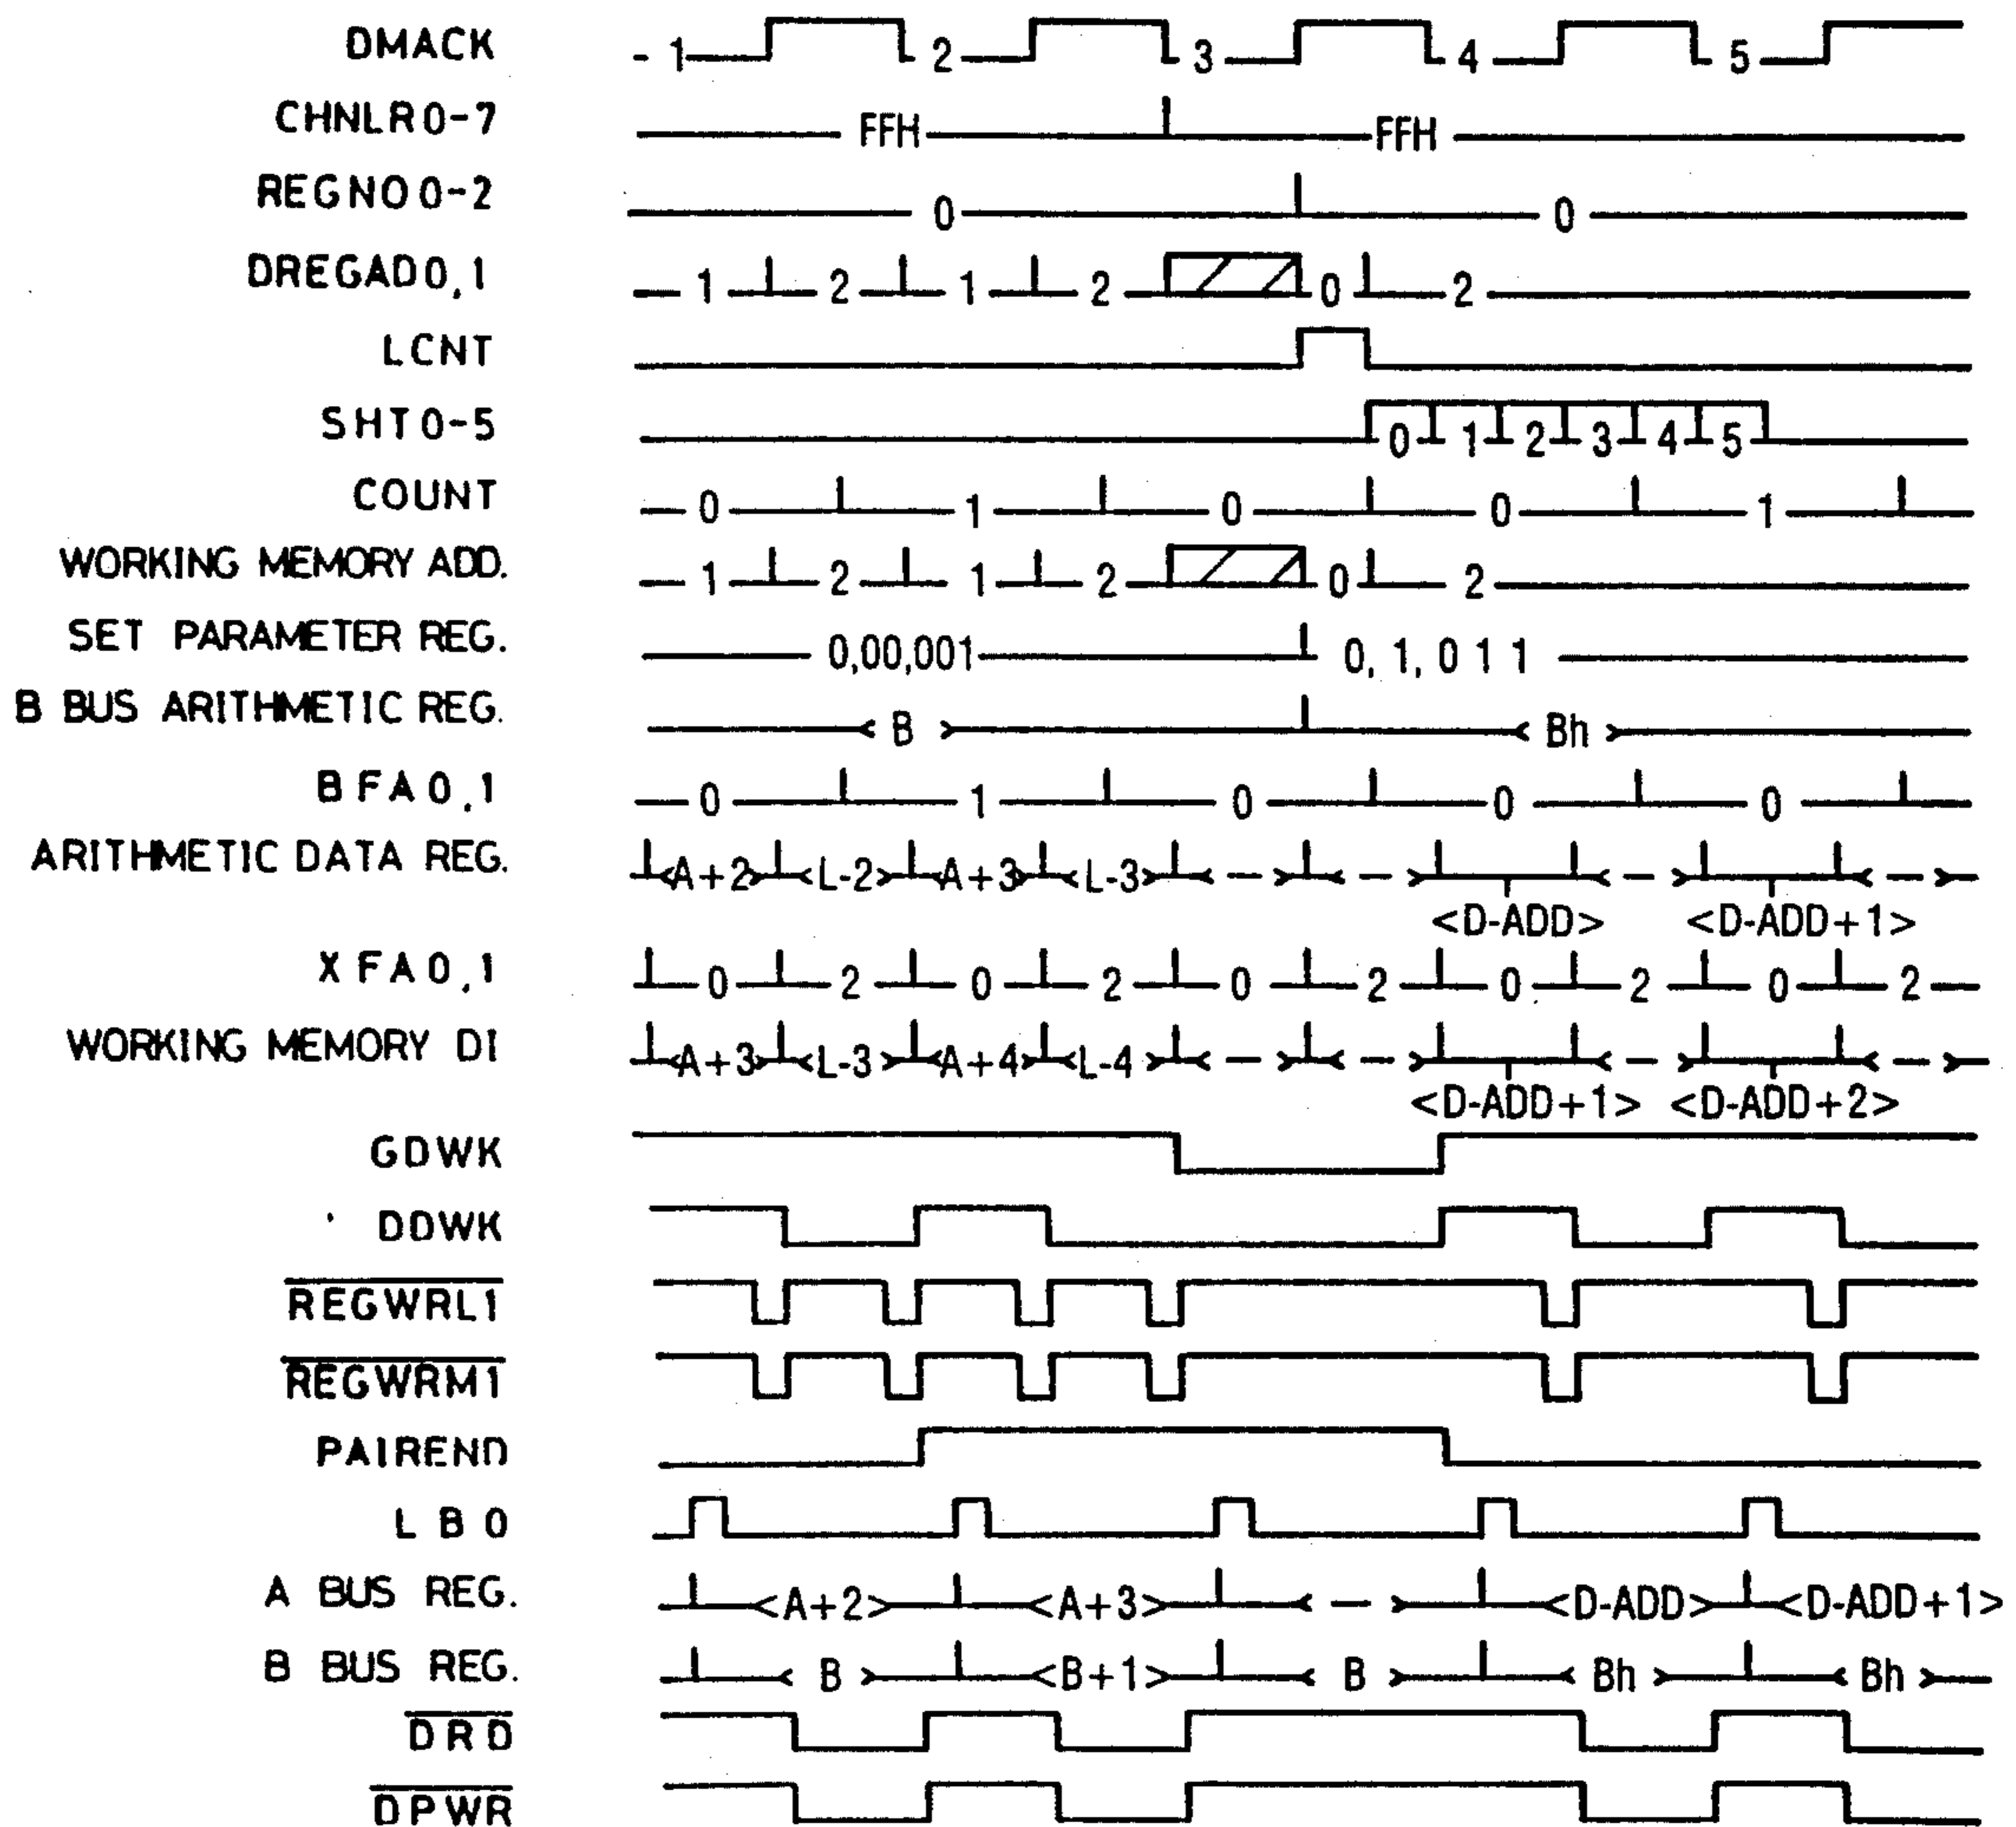 DMACK 1 2 3 4 5
CHNLR0-7 FFH FFH
REGNO0-2 0 0
DREGAD0,1 1 2 1 2 0 2
LCNT
SHT0-5 0 1 2 3 4 5
COUNT 0 1 0 0 1
WORKING MEMORY ADD. 1 2 1 2 0 2
SET PARAMETER REG. 0,00,001 0,1,011
B BUS ARITHMETIC REG. < B > < Bh >
BFA0,1 0 1 0 0 0
ARITHMETIC DATA REG. <A+2> <L-2> <A+3> <L-3> < - > < - > < - > < - >
<D-ADD> <D-ADD+1>
XFA0,1 0 2 0 2 0 2 0 2 0 2
WORKING MEMORY DI <A+3> <L-3> <A+4> <L-4> < - > < - > < - > < - >
<D-ADD+1> <D-ADD+2>
GDWK
DDWK
REGWRL1
REGWRM1
PAIREND
LB0
A BUS REG. <A+2> <A+3> < - > <D-ADD> <D-ADD+1>
B BUS REG. < B > <B+1> < B > < Bh > < Bh >
DRD
DPWR